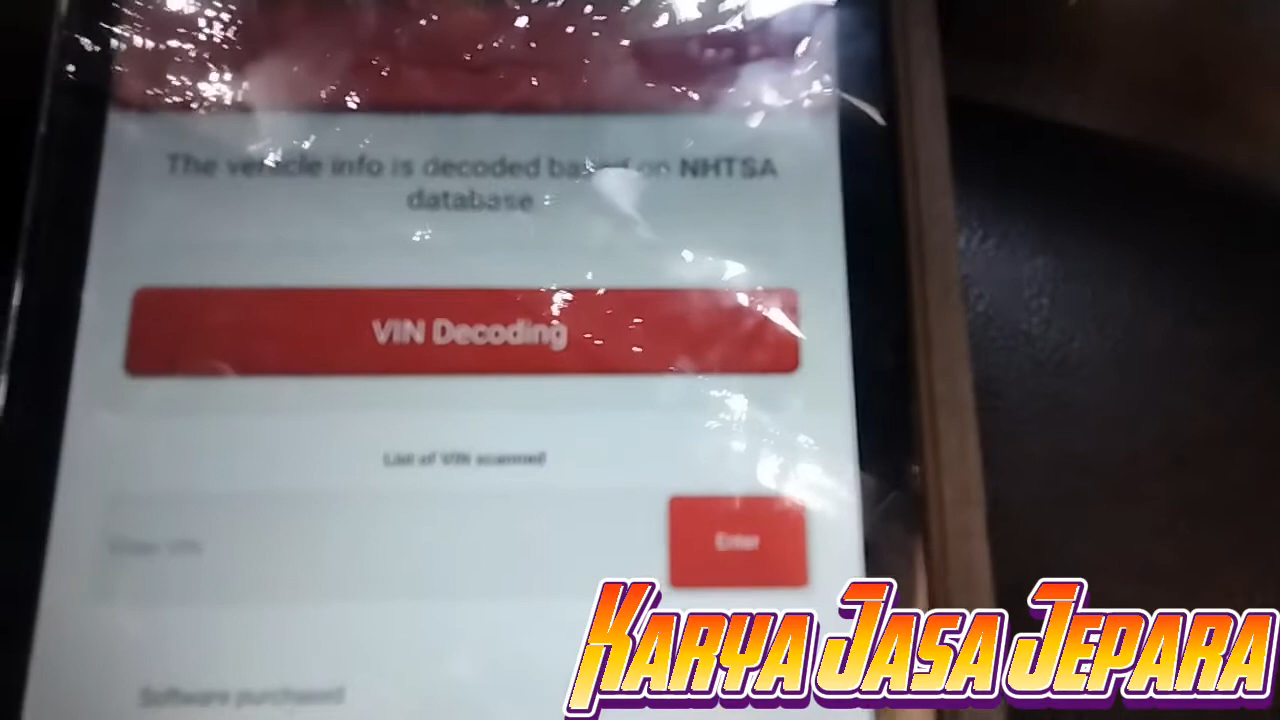 The vehicle info is decoded based on NHTSA
database
VIN Decoding
List of VIN scanned
Enter VIN
Enter
Software purchased
KARYA JASA JEPARA